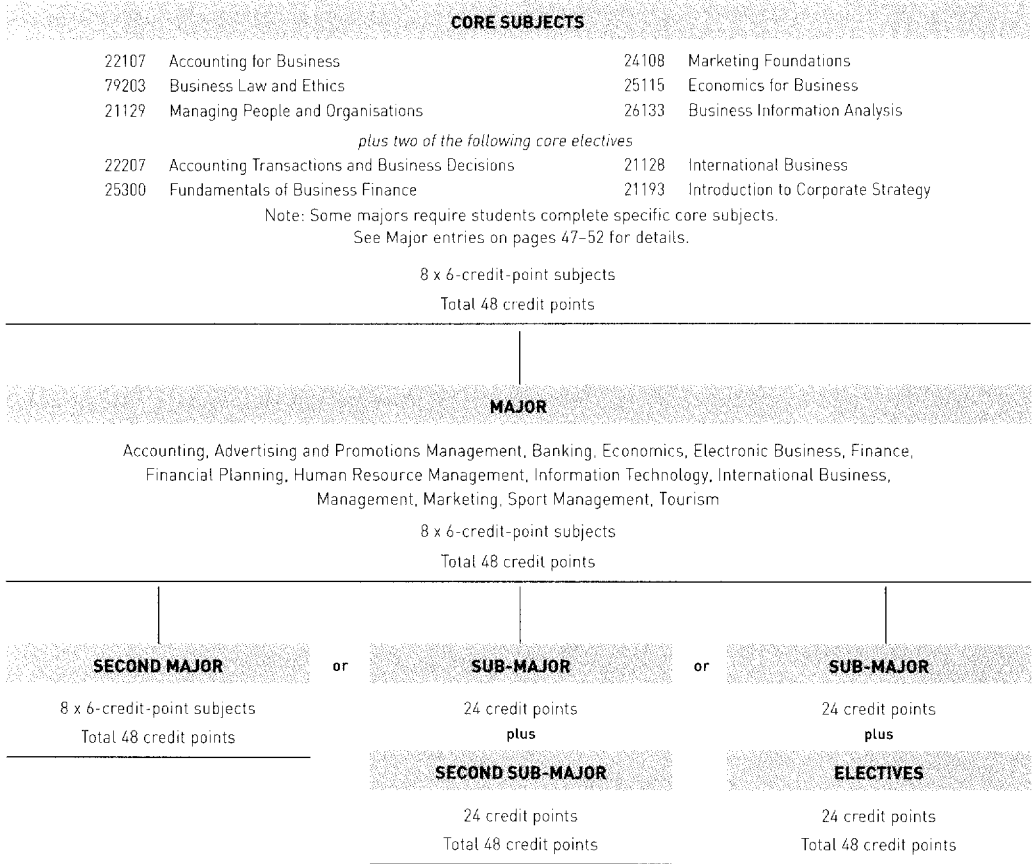 CORE SUBJECTS
22107 Accounting for Business 24108 Marketing Foundations
79203 Business Law and Ethics 25115 Economics for Business
21129 Managing People and Organisations 26133 Business Information Analysis
plus two of the following core electives
22207 Accounting Transactions and Business Decisions 21128 International Business
25300 Fundamentals of Business Finance 21193 Introduction to Corporate Strategy
Note: Some majors require students complete specific core subjects.
See Major entries on pages 47–52 for details.
8 x 6-credit-point subjects
Total 48 credit points
MAJOR
Accounting, Advertising and Promotions Management, Banking, Economics, Electronic Business, Finance,
Financial Planning, Human Resource Management, Information Technology, International Business,
Management, Marketing, Sport Management, Tourism
8 x 6-credit-point subjects
Total 48 credit points
SECOND MAJOR or SUB-MAJOR or SUB-MAJOR
8 x 6-credit-point subjects 24 credit points 24 credit points
Total 48 credit points plus plus
SECOND SUB-MAJOR ELECTIVES
24 credit points 24 credit points
Total 48 credit points Total 48 credit points